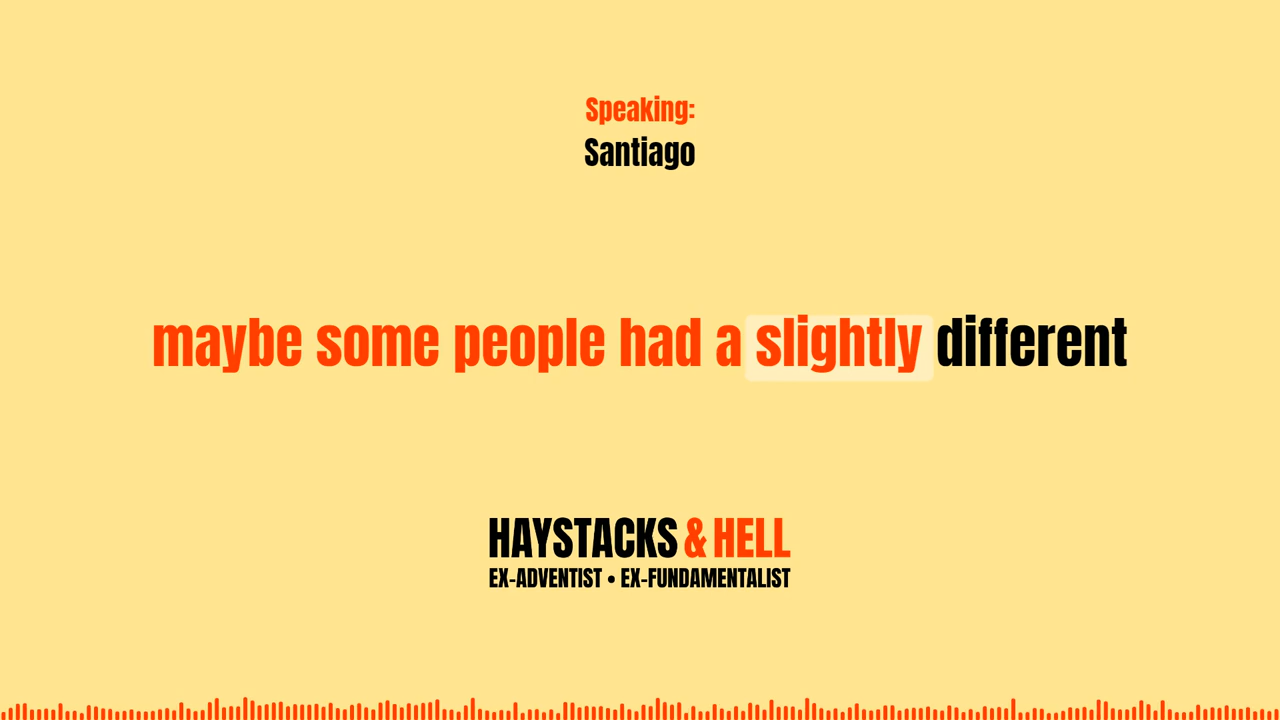 Speaking:
Santiago
maybe some people had a slightly different
HAYSTACKS & HELL
EX-ADVENTIST • EX-FUNDAMENTALIST